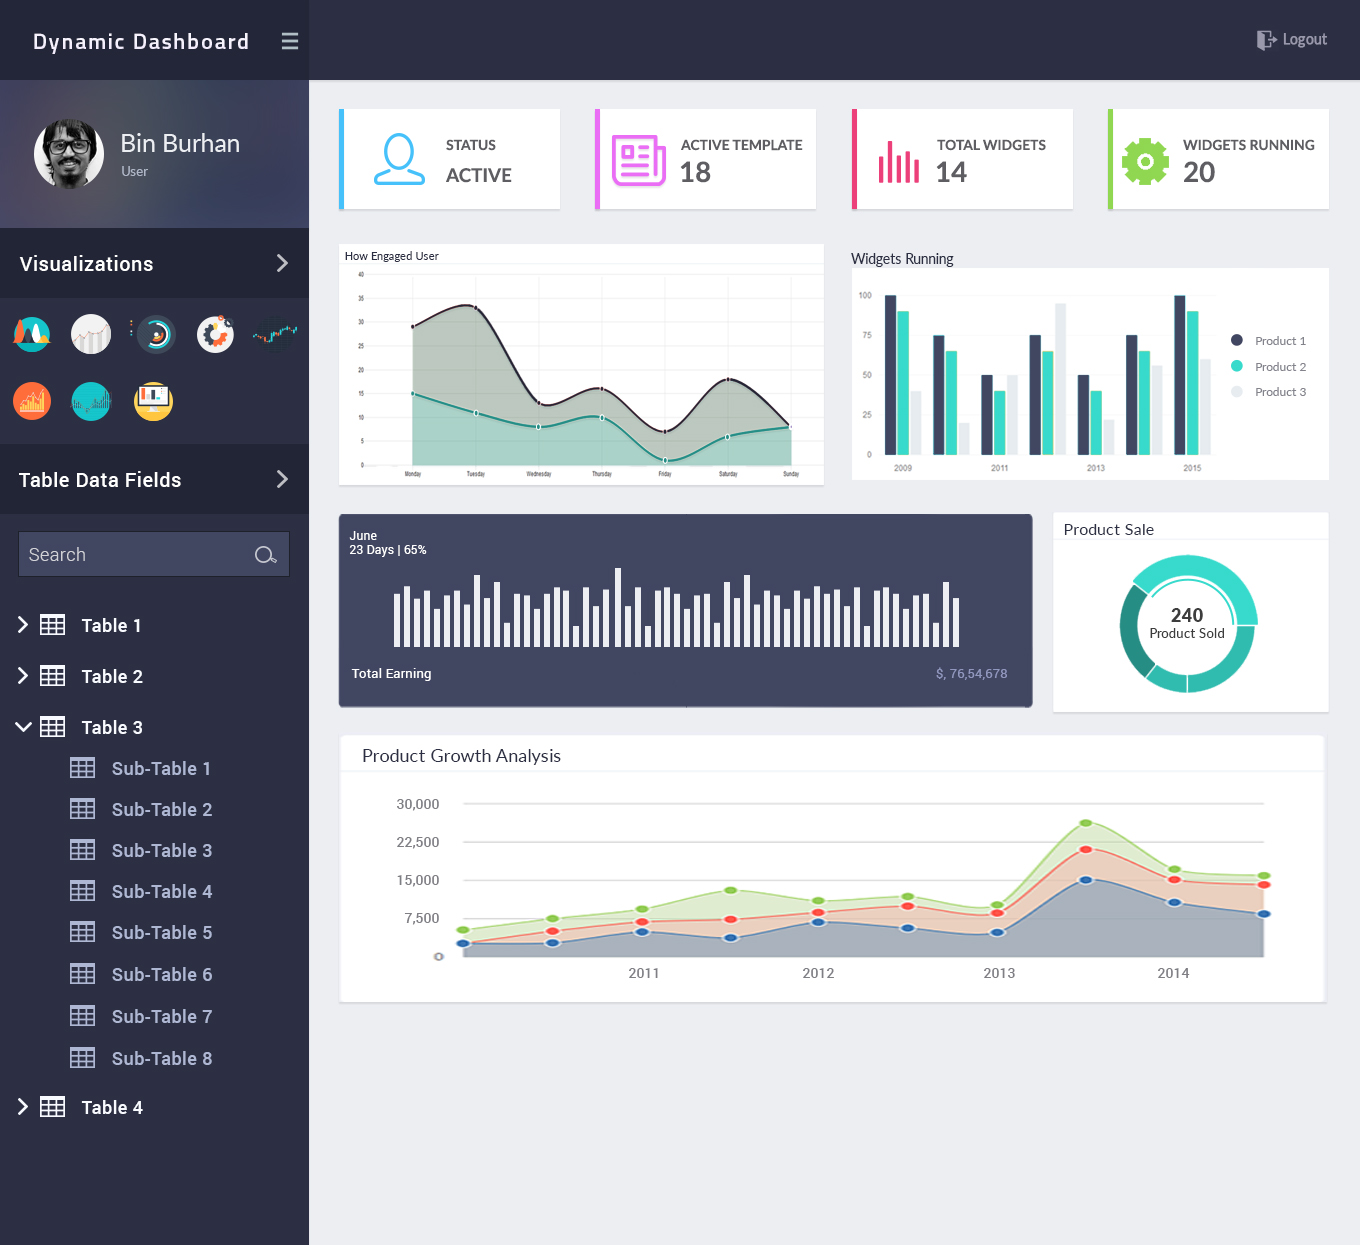 Dynamic Dashboard
Logout
Bin Burhan
User
Visualizations
Table Data Fields
Search
Table 1
Table 2
Table 3
Sub-Table 1
Sub-Table 2
Sub-Table 3
Sub-Table 4
Sub-Table 5
Sub-Table 6
Sub-Table 7
Sub-Table 8
Table 4
STATUS
ACTIVE
ACTIVE TEMPLATE
18
TOTAL WIDGETS
14
WIDGETS RUNNING
20
How Engaged User
40
35
30
25
20
15
10
5
0
Monday Tuesday Wednesday Thursday Friday Saturday Sunday
Widgets Running
100
75
50
25
0
2009 2011 2013 2015
Product 1
Product 2
Product 3
June
23 Days | 65%
Total Earning
$, 76,54,678
Product Sale
240
Product Sold
Product Growth Analysis
30,000
22,500
15,000
7,500
0
2011 2012 2013 2014